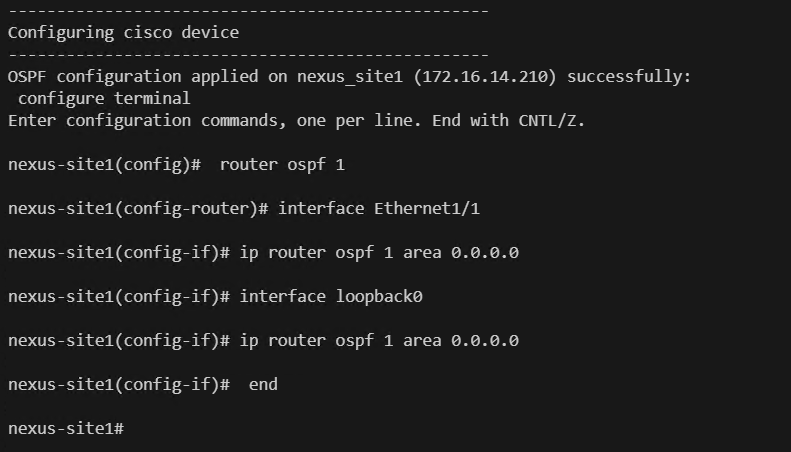 --------------------------------------------------
Configuring cisco device
--------------------------------------------------
OSPF configuration applied on nexus_site1 (172.16.14.210) successfully:
 configure terminal
Enter configuration commands, one per line. End with CNTL/Z.
nexus-site1(config)#  router ospf 1
nexus-site1(config-router)# interface Ethernet1/1
nexus-site1(config-if)# ip router ospf 1 area 0.0.0.0
nexus-site1(config-if)# interface loopback0
nexus-site1(config-if)# ip router ospf 1 area 0.0.0.0
nexus-site1(config-if)#  end
nexus-site1#